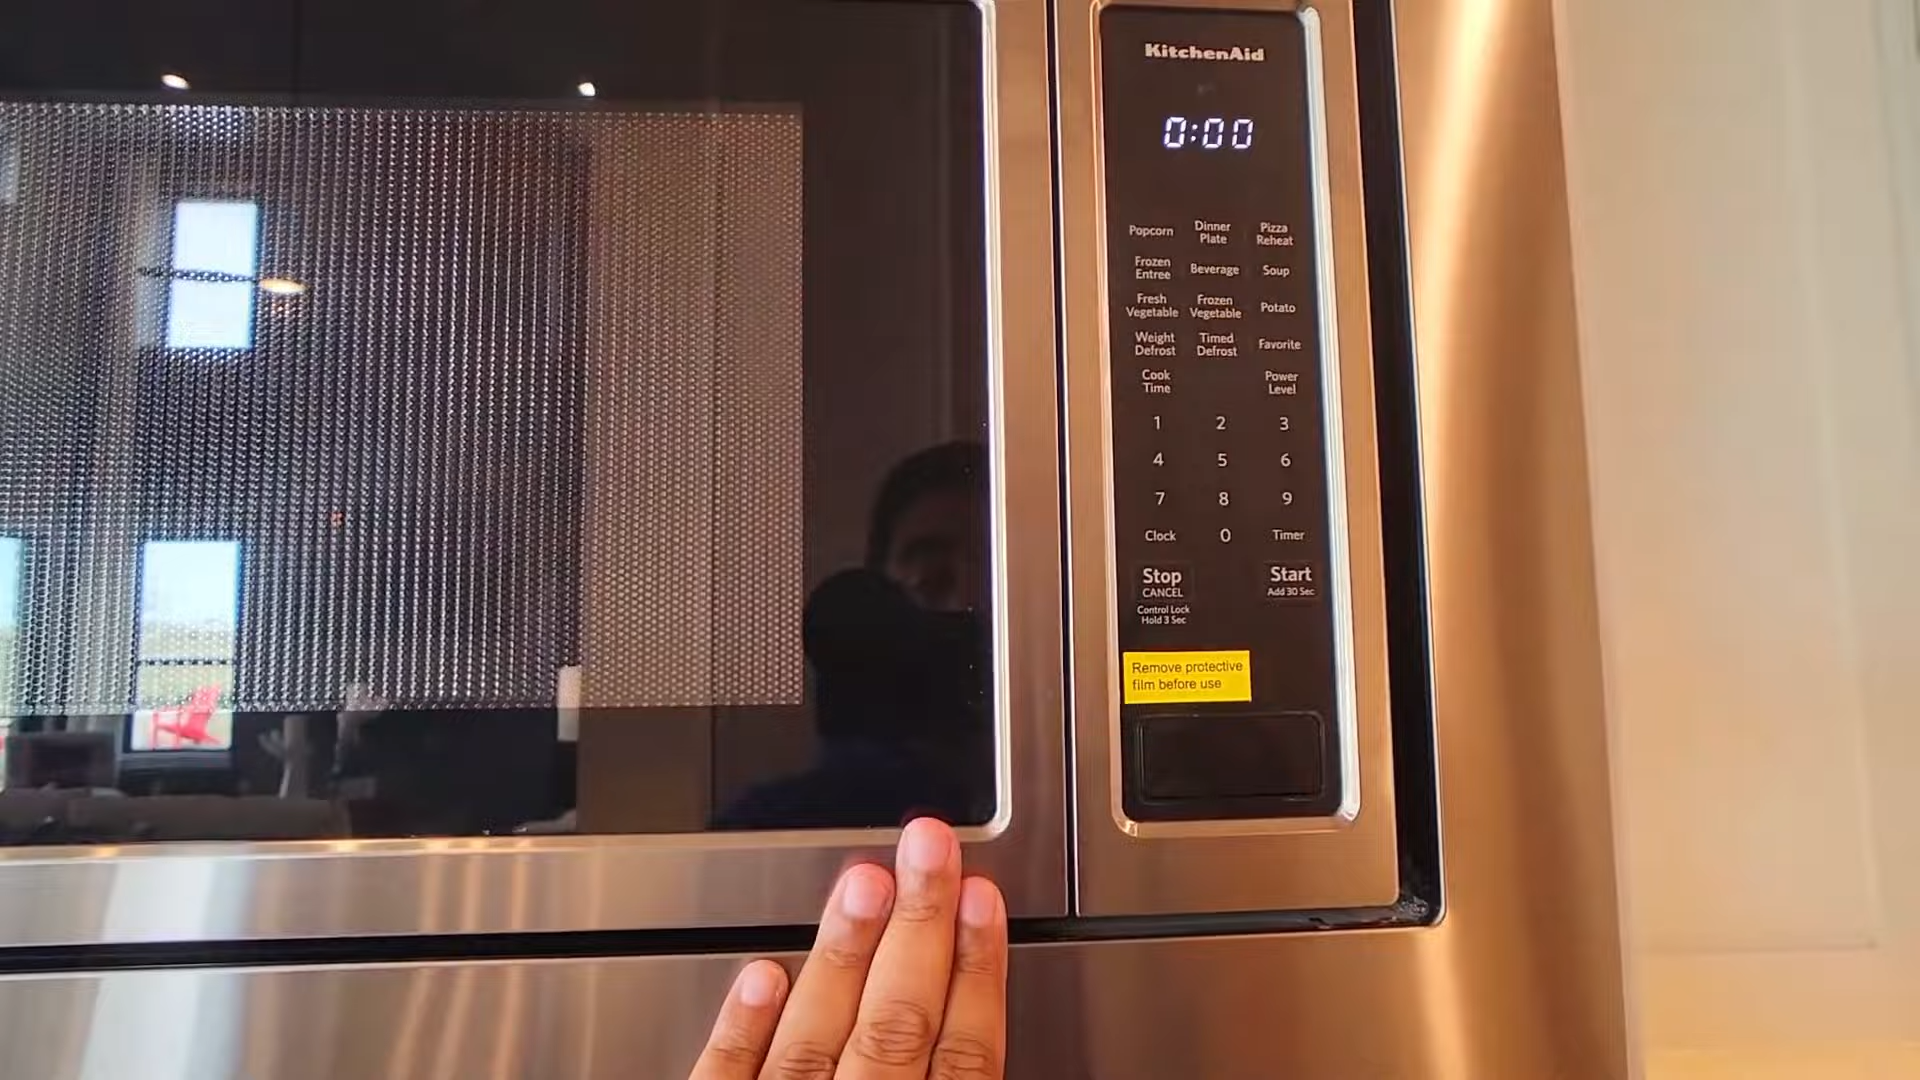 KitchenAid
0:00
Popcorn
Dinner
Plate
Pizza
Reheat
Frozen
Entree
Beverage
Soup
Fresh
Vegetable
Frozen
Vegetable
Potato
Weight
Defrost
Timed
Defrost
Favorite
Cook
Time
Power
Level
1 2 3
4 5 6
7 8 9
Clock 0 Timer
Stop
CANCEL
Control Lock
Hold 3 Sec
Start
Add 30 Sec
Remove protective
film before use